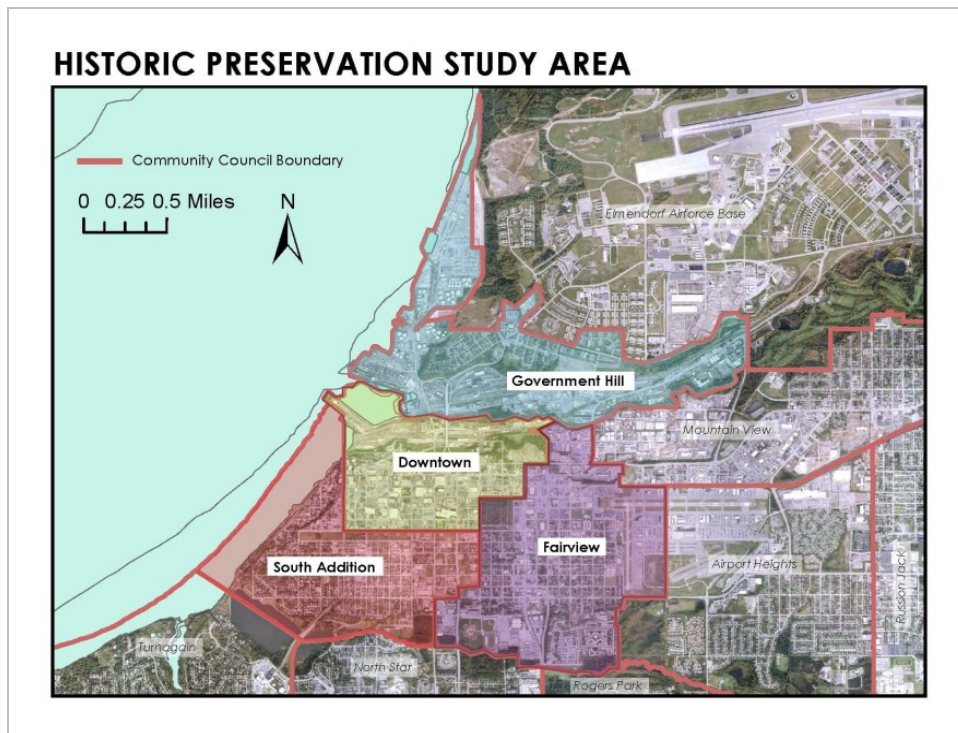 HISTORIC PRESERVATION STUDY AREA
Community Council Boundary
0 0.25 0.5 Miles
N
Elmendorf Airforce Base
Government Hill
Mountain View
Downtown
Fairview
South Addition
Airport Heights
Russion Jack
Turnagain
North Star
Rogers Park